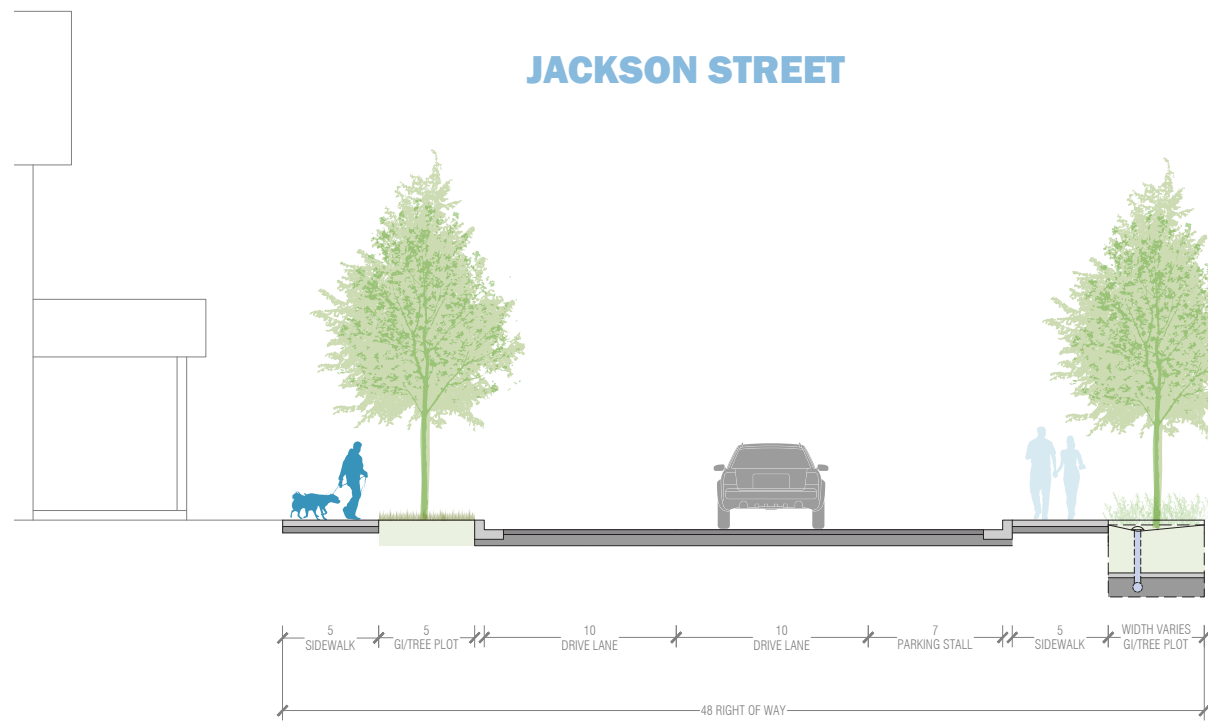 JACKSON STREET
5
SIDEWALK
5
GI/TREE PLOT
10
DRIVE LANE
10
DRIVE LANE
7
PARKING STALL
5
SIDEWALK
WIDTH VARIES
GI/TREE PLOT
48 RIGHT OF WAY